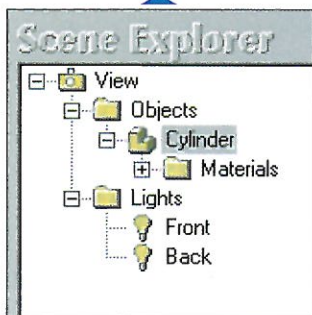 Scene Explorer
View
Objects
Cylinder
Materials
Lights
Front
Back